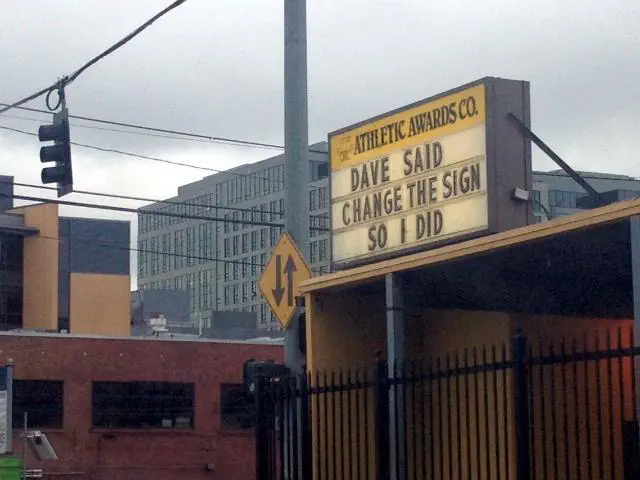 ATHLETIC AWARDS CO.
DAVE SAID
CHANGE THE SIGN
SO I DID